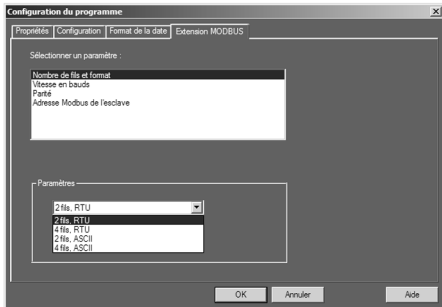 Configuration du programme
Propriétés Configuration Format de la date Extension MODBUS
Sélectionner un paramètre :
Nombre de fils et format
Vitesse en bauds
Parité
Adresse Modbus de l'esclave
Paramètres
2 fils, RTU
2 fils, RTU
4 fils, RTU
2 fils, ASCII
4 fils, ASCII
OK Annuler Aide